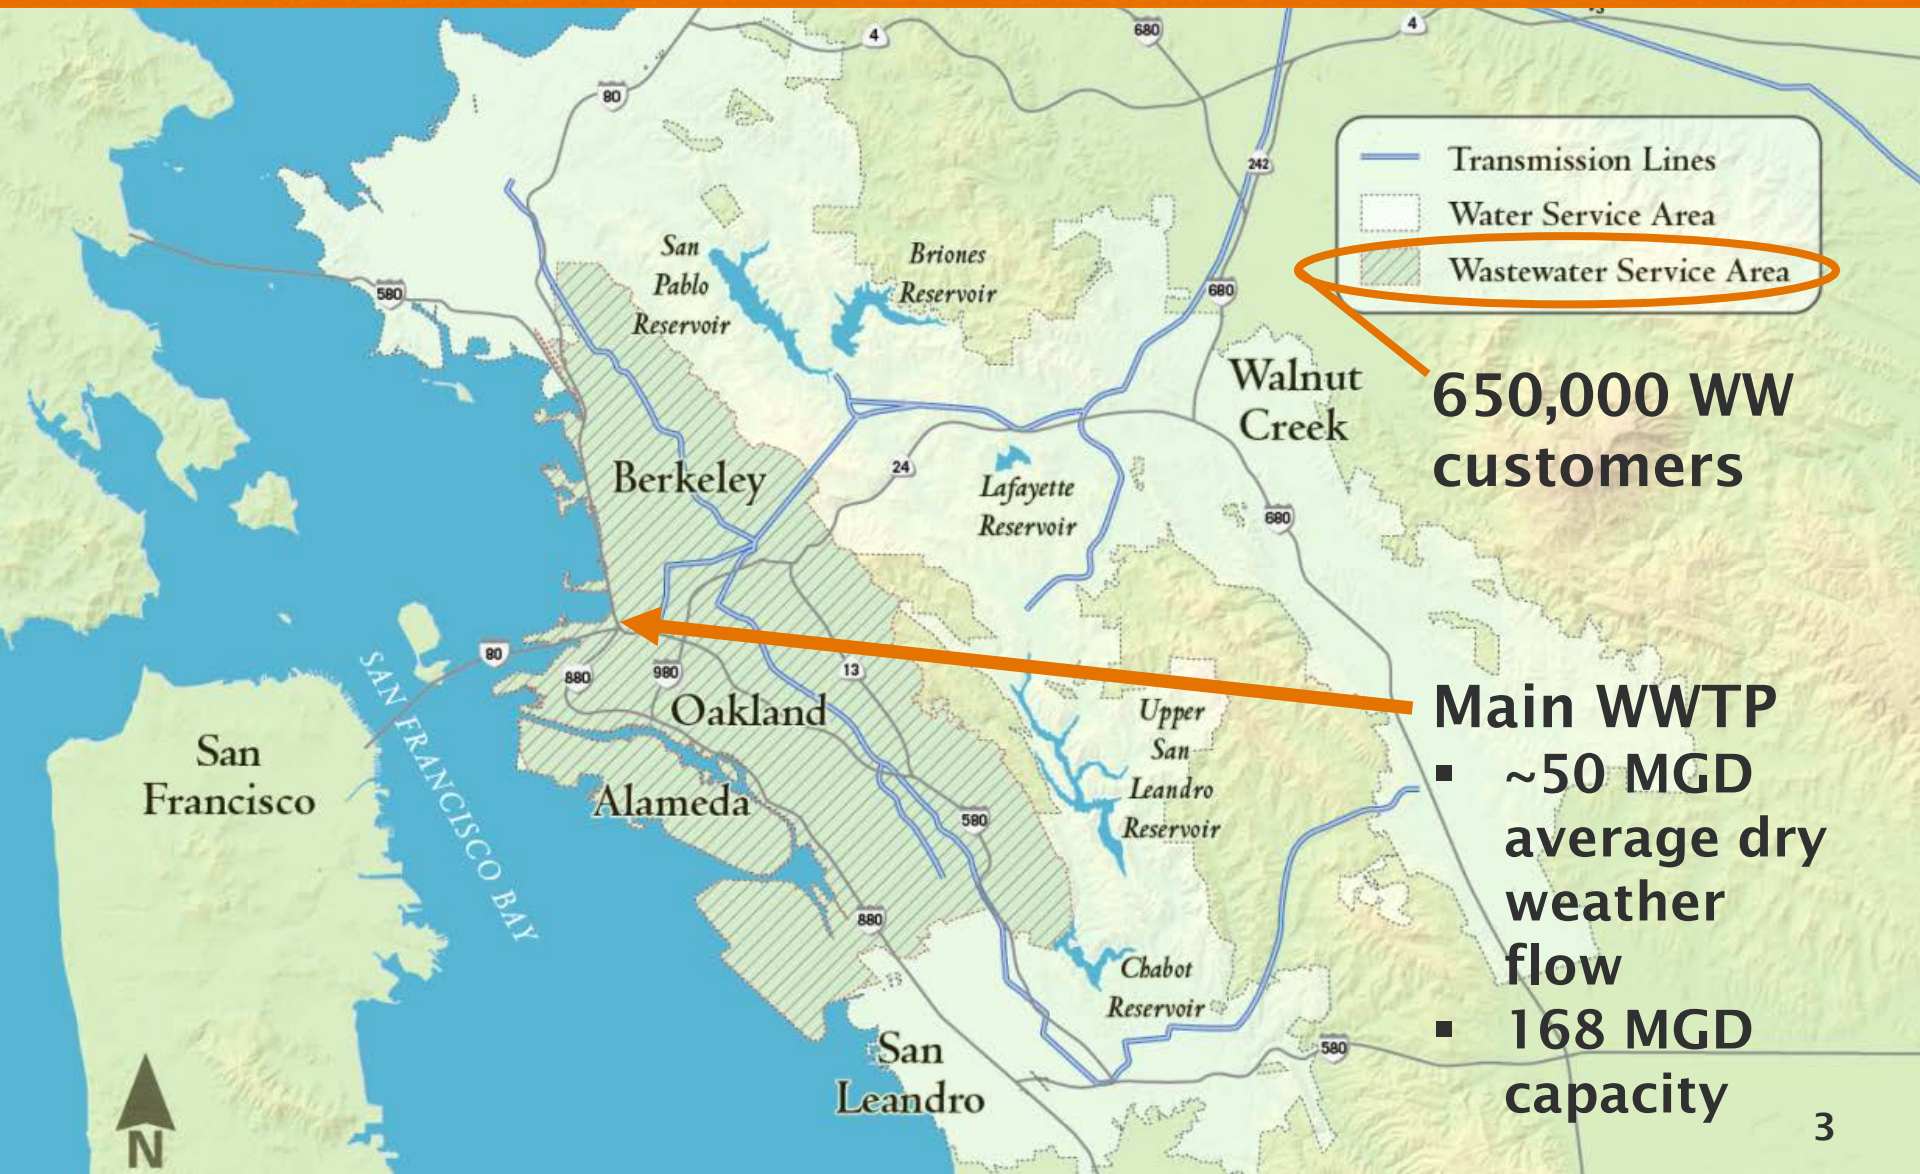 4
680
4
80
242
Transmission Lines
Water Service Area
Wastewater Service Area
San
Pablo
Reservoir
Briones
Reservoir
580
680
Walnut
Creek
650,000 WW
customers
Berkeley
24
Lafayette
Reservoir
680
80
880
980
13
Oakland
SAN FRANCISCO BAY
San
Francisco
Alameda
Upper
San
Leandro
Reservoir
580
Main WWTP
▪ ~50 MGD
average dry
weather
flow
▪ 168 MGD
capacity
880
Chabot
Reservoir
San
Leandro
580
N
3